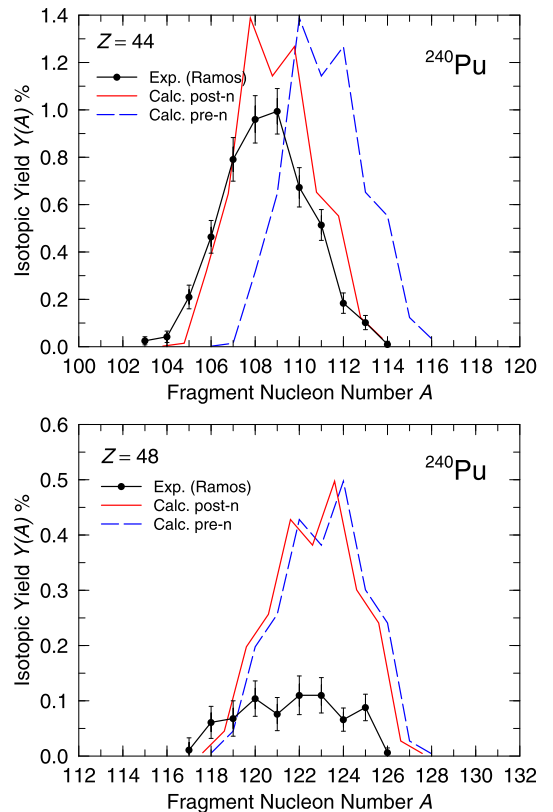 1.4
Z = 44
240Pu
1.2
Exp. (Ramos)
Calc. post-n
1.0
Calc. pre-n
0.8
0.6
0.4
0.2
0.0
Isotopic Yield Y(A) %
100 102 104 106 108 110 112 114 116 118 120
Fragment Nucleon Number A
0.6
Z = 48
240Pu
0.5
Exp. (Ramos)
Calc. post-n
Calc. pre-n
0.4
0.3
0.2
0.1
0.0
Isotopic Yield Y(A) %
112 114 116 118 120 122 124 126 128 130 132
Fragment Nucleon Number A